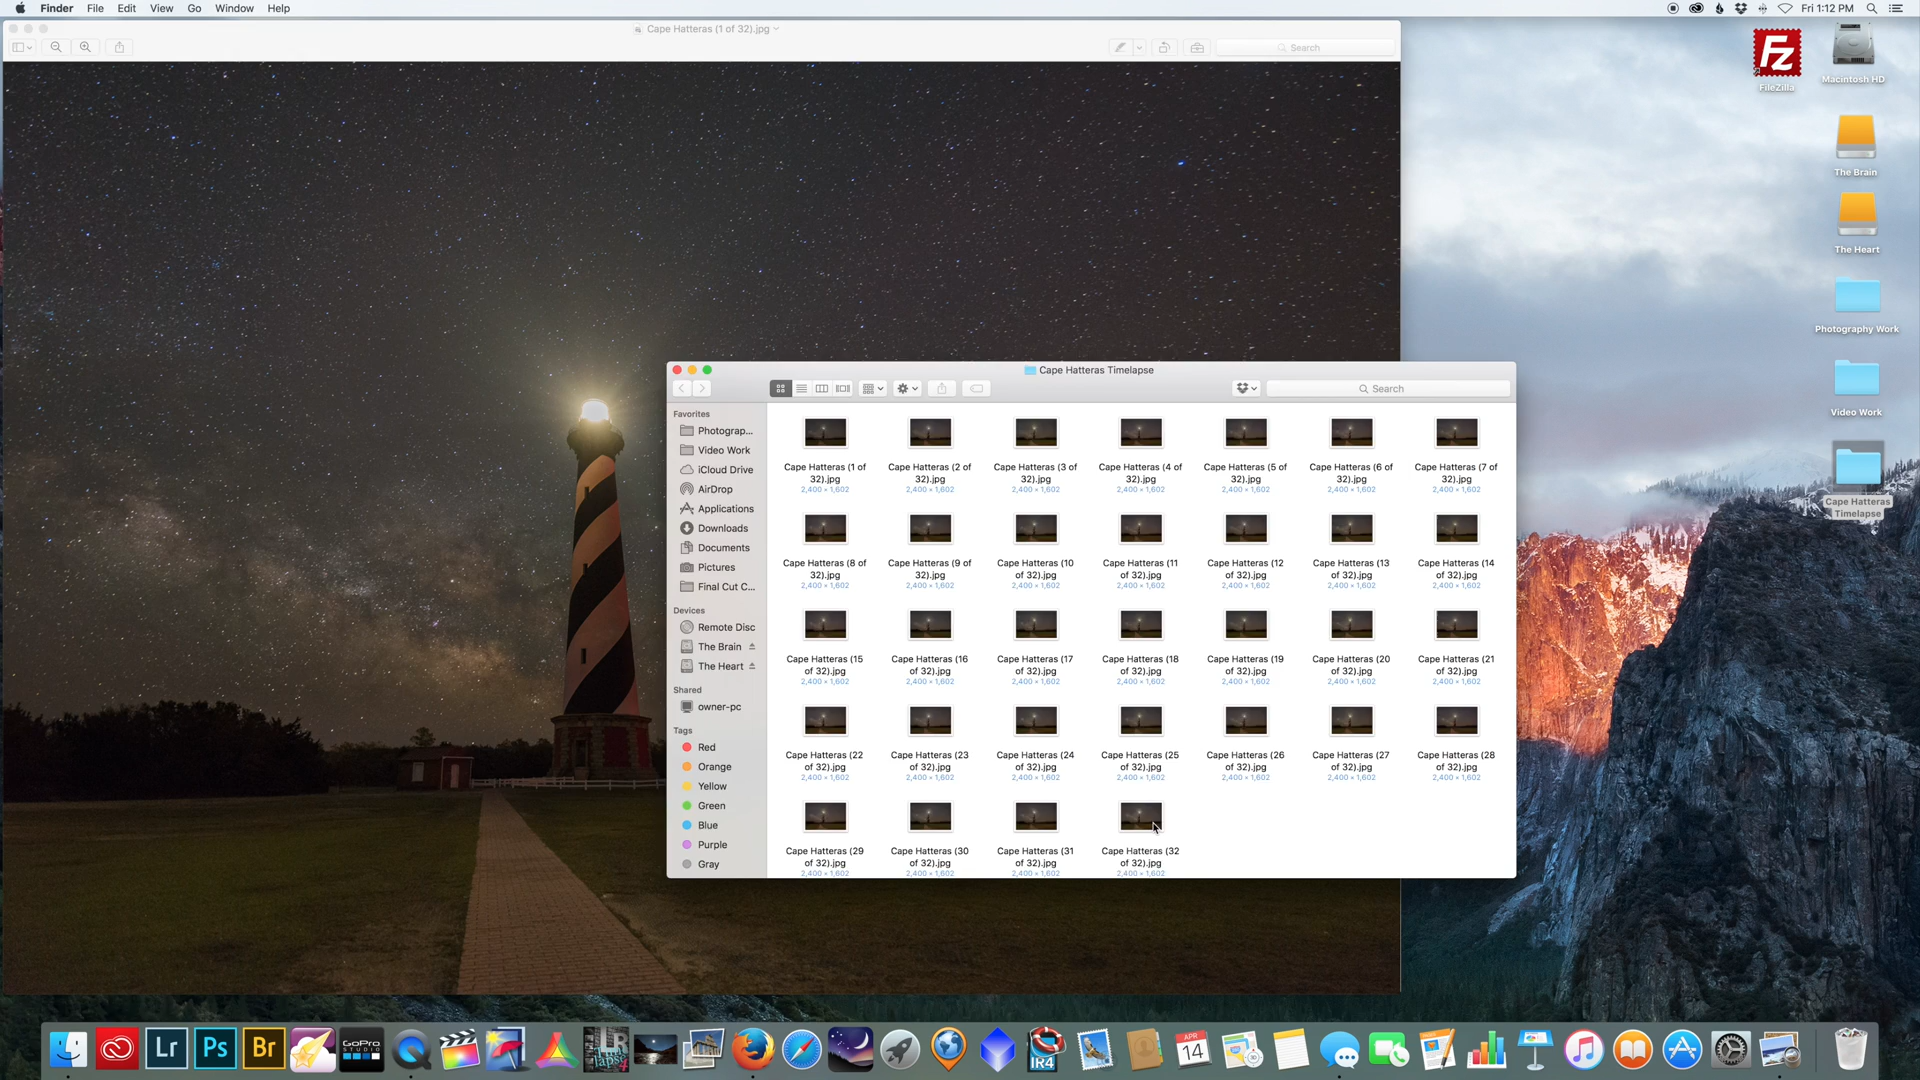 Finder File Edit View Go Window Help
Fri 1:12 PM
Cape Hatteras (1 of 32).jpg
Search
FileZilla
Macintosh HD
The Brain
The Heart
Photography Work
Video Work
Cape Hatteras
Timelapse
Cape Hatteras Timelapse
Search
Favorites
Photograp...
Video Work
iCloud Drive
AirDrop
Applications
Downloads
Documents
Pictures
Final Cut C...
Devices
Remote Disc
The Brain
The Heart
Shared
owner-pc
Tags
Red
Orange
Yellow
Green
Blue
Purple
Gray
Cape Hatteras (1 of Cape Hatteras (2 of Cape Hatteras (3 of Cape Hatteras (4 of Cape Hatteras (5 of Cape Hatteras (6 of Cape Hatteras (7 of
32).jpg 32).jpg 32).jpg 32).jpg 32).jpg 32).jpg 32).jpg
2,400 × 1,602 2,400 × 1,602 2,400 × 1,602 2,400 × 1,602 2,400 × 1,602 2,400 × 1,602 2,400 × 1,602
Cape Hatteras (8 of Cape Hatteras (9 of Cape Hatteras (10 Cape Hatteras (11 Cape Hatteras (12 Cape Hatteras (13 Cape Hatteras (14
32).jpg 32).jpg of 32).jpg of 32).jpg of 32).jpg of 32).jpg of 32).jpg
2,400 × 1,602 2,400 × 1,602 2,400 × 1,602 2,400 × 1,602 2,400 × 1,602 2,400 × 1,602 2,400 × 1,602
Cape Hatteras (15 Cape Hatteras (16 Cape Hatteras (17 Cape Hatteras (18 Cape Hatteras (19 Cape Hatteras (20 Cape Hatteras (21
of 32).jpg of 32).jpg of 32).jpg of 32).jpg of 32).jpg of 32).jpg of 32).jpg
2,400 × 1,602 2,400 × 1,602 2,400 × 1,602 2,400 × 1,602 2,400 × 1,602 2,400 × 1,602 2,400 × 1,602
Cape Hatteras (22 Cape Hatteras (23 Cape Hatteras (24 Cape Hatteras (25 Cape Hatteras (26 Cape Hatteras (27 Cape Hatteras (28
of 32).jpg of 32).jpg of 32).jpg of 32).jpg of 32).jpg of 32).jpg of 32).jpg
2,400 × 1,602 2,400 × 1,602 2,400 × 1,602 2,400 × 1,602 2,400 × 1,602 2,400 × 1,602 2,400 × 1,602
Cape Hatteras (29 Cape Hatteras (30 Cape Hatteras (31 Cape Hatteras (32
of 32).jpg of 32).jpg of 32).jpg of 32).jpg
2,400 × 1,602 2,400 × 1,602 2,400 × 1,602 2,400 × 1,602
Lr Ps Br GoPro
STUDIO
IR4
APR
14